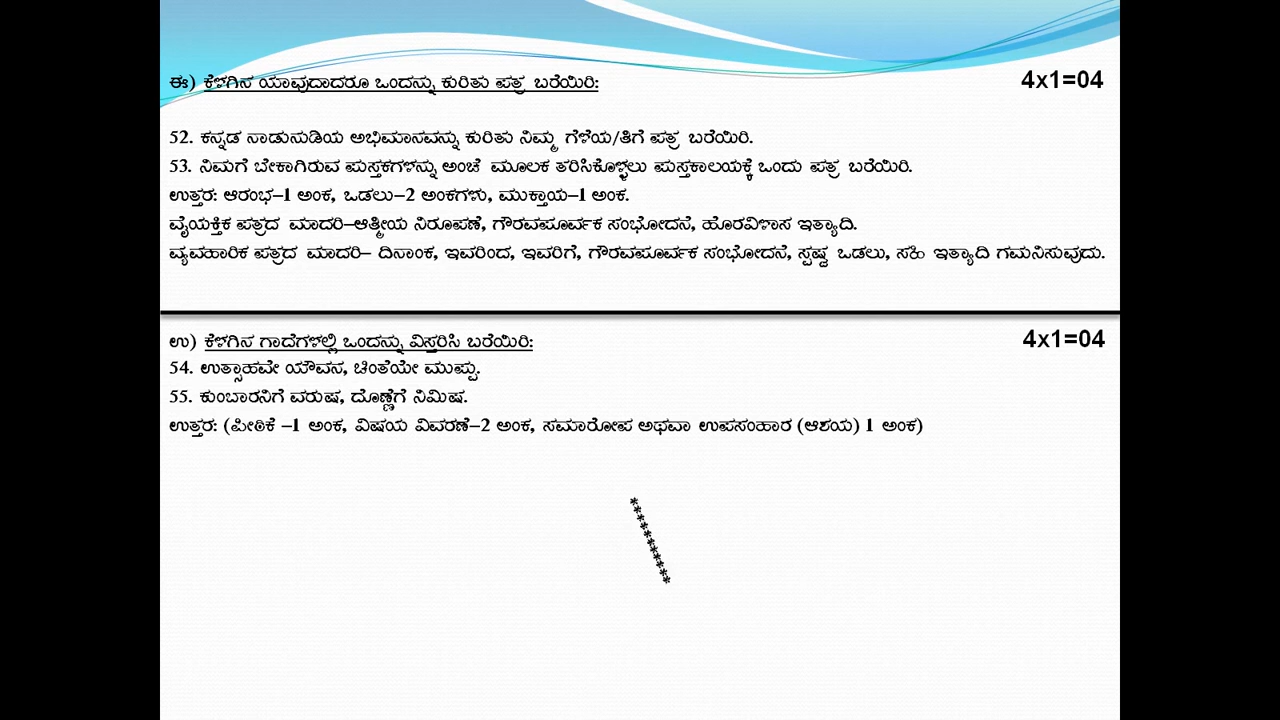 ಈ) ಕೆಳಗಿನ ಯಾವುದಾದರೂ ಒಂದನ್ನು ಕುರಿತು ಪತ್ರ ಬರೆಯಿರಿ: 4x1=04
52. ಕನ್ನಡ ನಾಡುನುಡಿಯ ಅಭಿಮಾನವನ್ನು ಕುರಿತು ನಿಮ್ಮ ಗೆಳೆಯ/ತಿಗೆ ಪತ್ರ ಬರೆಯಿರಿ.
53. ನಿಮಗೆ ಬೇಕಾಗಿರುವ ಪುಸ್ತಕಗಳನ್ನು ಅಂಚೆ ಮೂಲಕ ತರಿಸಿಕೊಳ್ಳಲು ಪುಸ್ತಕಾಲಯಕ್ಕೆ ಒಂದು ಪತ್ರ ಬರೆಯಿರಿ.
ಉತ್ತರ: ಆರಂಭ–1 ಅಂಕ, ಒಡಲು–2 ಅಂಕಗಳು, ಮುಕ್ತಾಯ–1 ಅಂಕ.
ವೈಯಕ್ತಿಕ ಪತ್ರದ ಮಾದರಿ–ಆತ್ಮೀಯ ನಿರೂಪಣೆ, ಗೌರವಪೂರ್ವಕ ಸಂಭೋದನೆ, ಹೊರವಿಳಾಸ ಇತ್ಯಾದಿ.
ವ್ಯವಹಾರಿಕ ಪತ್ರದ ಮಾದರಿ– ದಿನಾಂಕ, ಇವರಿಂದ, ಇವರಿಗೆ, ಗೌರವಪೂರ್ವಕ ಸಂಭೋದನೆ, ಸ್ಪಷ್ಟ ಒಡಲು, ಸಹಿ ಇತ್ಯಾದಿ ಗಮನಿಸುವುದು.
ಉ) ಕೆಳಗಿನ ಗಾದೆಗಳಲ್ಲಿ ಒಂದನ್ನು ವಿಸ್ತರಿಸಿ ಬರೆಯಿರಿ: 4x1=04
54. ಉತ್ಸಾಹವೇ ಯೌವನ, ಚಿಂತೆಯೇ ಮುಪ್ಪು.
55. ಕುಂಬಾರನಿಗೆ ವರುಷ, ದೊಣ್ಣೆಗೆ ನಿಮಿಷ.
ಉತ್ತರ: (ಪೀಠಿಕೆ –1 ಅಂಕ, ವಿಷಯ ವಿವರಣೆ–2 ಅಂಕ, ಸಮಾರೋಪ ಅಥವಾ ಉಪಸಂಹಾರ (ಆಶಯ) 1 ಅಂಕ)
**********